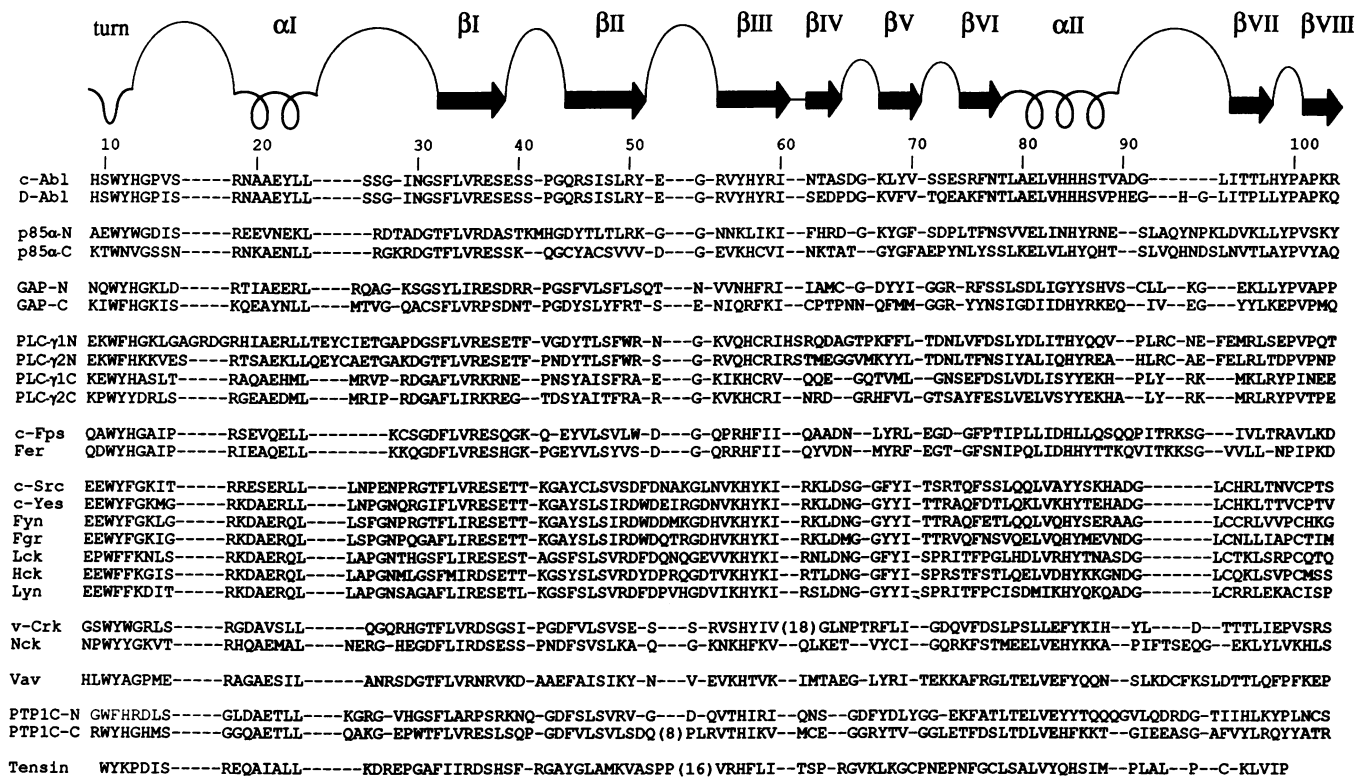 turn αI βI βII βIII βIV βV βVI αII βVII βVIII
10 20 30 40 50 60 70 80 90 100
c-Abl HSWYHGPVS-----RNAAEYLL----SSG-INGSFLVRESESS-PGQRSISLRY-E---G-RVYHYRI--NTASDG-KLYV-SSESRFNTLAELVHHHSTVADG-------LITTLHYPAPKR
D-Abl HSWYHGPIS-----RNAAEYLL----SSG-INGSFLVRESESS-PGQRSISLRY-E---G-RVYHYRI--SEDPDG-KVFV-TQEAKFNTLAELVHHHSVPHEG---H-G-LITPLLYPAPKQ
p85α-N AEWYWGDIS-----REEVNEKL----RDTADGTFLVRDASTKMHGDYTLTLRK-G---GNNKLIKI--FHRD-G-KYGF-SDPLTFNSVVELINHYRNE--SLAQYNPKLDVKLLYPVSKY
p85α-C KTWNVGSSN-----RNKAENLL----RGKRDGTFLVRESSK--QGCYACSVVV-D---G-EVKHCVI--NKTAT--GYGFAEPYNLYSSLKELVLHYQHT--SLVQHNDSLNVTLAYPVYAQ
GAP-N NQWYHGKLD-----RTIAEERL----RQAG-KSGSYLIRESDRR-PGSFVLSFLSQT---N-VVNHFRI--IAMCG-DYYI-GGR-RFSSLSDLIGYYSHVS-CLL--KG---EKLLYPVAPP
GAP-C KIWFHGKIS-----KQEAYNLL----MTVG-QACSFLVRPSDNT-PGDYSLYFRT-S---E-NIQRFKI--CPTPNN-QFMM-GGR-YYNSIGDIIDHYRKEQ---IV--EG---YYLKEPVPMQ
PLC-γ1N EKWFHGKLGAGRDGRHIAERLLTEYCIETGAPDGSFLVRESETF-VGDYTLSFWR-N---G-KVQHCRIHSRQDAGTPKFFL-TDNLVFDSLYDLITHYQQV---PLRC-NE-FEMRLSEPVPQT
PLC-γ2N EKWFHKKVES----RTSAEKLLQEYCAETGAKDGTFLVRESETF-PNDYTLSFWR-S---G-RVQHCRIRSTMEGGVMKYYL-TDNLTFNSIYALIQHYREA---HLRC-AE-FELRLTDPVPNP
PLC-γ1C KEWYHASLT-----RAQAEHML----MRVP-RDGAFLVRKRNE--PNSYAISFRA-E---G-KIKHCRV--QQE--GQTVML-GNSEFDSLVDLISYYEKH---PLY--RK---MKLRYPINEE
PLC-γ2C KPWYYDRLS-----RGEAEDML----MRIP-RDGAFLIRKREG--TDSYAITFRA-R---G-KVKHCRI--NRD--GRHFVL-GTSAYFESLVELVSYYEKHA---LY--RK---MRLRYPVTPE
c-Fps QAWYHGAIP-----RSEVQELL-------KCSGDFLVRESQGK-Q-EYVLSVLW-D---G-QPRHFII--QAADN--LYRL-EGD-GFPTIPLLIDHLLQSQQPITRKSG---IVLTRAVLKD
Fer QDWYHGAIP-----RIEAQELL-------KKQGDFLVRESHGK-PGEYVLSVYS-D---G-QRRHFII--QYVDN--MYRF-EGT-GFSNIPQLIDHHYTTKQVITKKSG---VVLL-NPIPKD
c-Src EEWYFGKIT-----RRESERLL----LNPENPRGTFLVRESETT-KGAYCLSVSDFDNAKGLNVKHYKI--RKLDSG-GFYI-TSRTQFSSLQQLVAYYSKHADG-------LCHRLTNVCPTS
c-Yes EEWYFGKMG-----RKDAERLL----LNPGNQRGIFLVRESETT-KGAYSLSIRDWDEIRGDNVKHYKI--RKLDNG-GYYI-TTRAQFDTLQKLVKHYTEHADG-------LCHKLTTVCPTV
Fyn EEWYFGKLG-----RKDAERQL----LSFGNPRGTFLIRESETT-KGAYSLSIRDWDDMKGDHVKHYKI--RKLDNG-GYYI-TTRAQFETLQQLVQHYSERAAG-------LCCRLVVPCHKG
Fgr EEWYFGKIG-----RKDAERQL----LSPGNPQGAFLIRESETT-KGAYSLSIRDWDQTRGDHVKHYKI--RKLDMG-GYYI-TTRVQFNSVQELVQHYMEVNDG-------LCNLLIAPCTIM
Lck EPWFFKNLS-----RKDAERQL----LAPGNTHGSFLIRESEST-AGSFSLSVRDFDQNQGEVVKHYKI--RNLDNG-GFYI-SPRITFPGLHDLVRHYTNASDG-------LCTKLSRPCQTQ
Hck EEWFFKGIS-----RKDAERQL----LAPGNMLGSFMIRDSETT-KGSYSLSVRDYDPRQGDTVKHYKI--RTLDNG-GFYI-SPRSTFSTLQELVDHYKKGNDG-------LCQKLSVPCMSS
Lyn EEWFFKDIT-----RKDAERQL----LAPGNSAGAFLIRESETL-KGSFSLSVRDFDPVHGDVIKHYKI--RSLDNG-GYYI-SPRITFPCISDMIKHYQKQADG-------LCRRLEKACISP
v-Crk GSWYWGRLS-----RGDAVSLL------QGQRHGTFLVRDSGSI-PGDFVLSVSE-S---S-RVSHYIV(18)GLNPTRFLI-GDQVFDSLPSLLEFYKIH---YL---D--TTTLIEPVSRS
Nck NPWYYGKVT-----RHQAEMAL----NERG-HEGDFLIRDSESS-PNDFSVSLKA-Q---G-KNKHFKV--QLKET--VYCI-GQRKFSTMEELVEHYKKA--PIFTSEQG--EKLYLVKHLS
Vav HLWYAGPME-----RAGAESIL------ANRSDGTFLVRNRVKD-AAEFAISIKY-N---V-EVKHTVK--IMTAEG-LYRI-TEKKAFRGLTELVEFYQQN---SLKDCFKSLDTTLQFPFKEP
PTP1C-N GWFHRDLS-----GLDAETLL----KGRG-VHGSFLARPSRKNQ-GDFSLSVRV-G---D-QVTHIRI--QNS--GDFYDLYGG-EKFATLTELVEYYTQQQGVLQDRDG-TIIHLKYPLNCS
PTP1C-C RWYHGHMS-----GGQAETLL----QAKG-EPWTFLVRESLSQP-GDFVLSVLSDQ(8)PLRVTHIKV--MCE--GGRYTV-GGLETFDSLTDLVEHFKKT---GIEEASG-AFVYLRQYYATR
Tensin WYKPDIS-----REQAIALL----KDREPGAFIIRDSHSF-RGAYGLAMKVASPP(16)VRHFLI--TSP-RGVKLKGCPNEPNFGCLSALVYQHSIM---PLAL--P--C-KLVIP